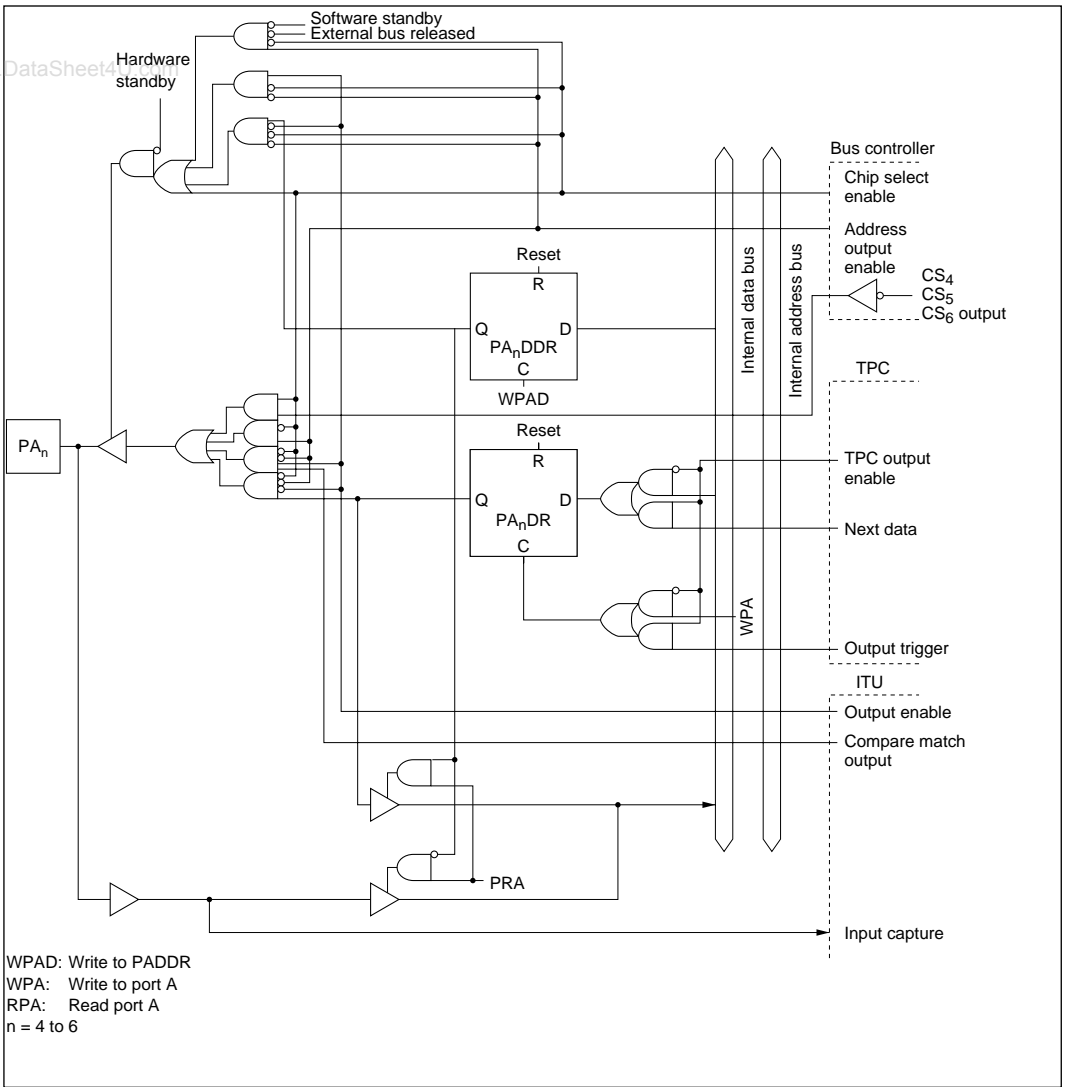 Software standby
External bus released
DataSheet4U.com
Hardware
standby
Bus controller
Chip select
enable
Address
output
enable
CS4
CS5
CS6 output
Internal data bus
Internal address bus
Reset
R
Q
D
PAnDDR
C
WPAD
TPC
PAn
Reset
R
Q
D
PAnDR
C
TPC output
enable
Next data
WPA
Output trigger
ITU
Output enable
Compare match
output
PRA
Input capture
WPAD: Write to PADDR
WPA: Write to port A
RPA: Read port A
n = 4 to 6